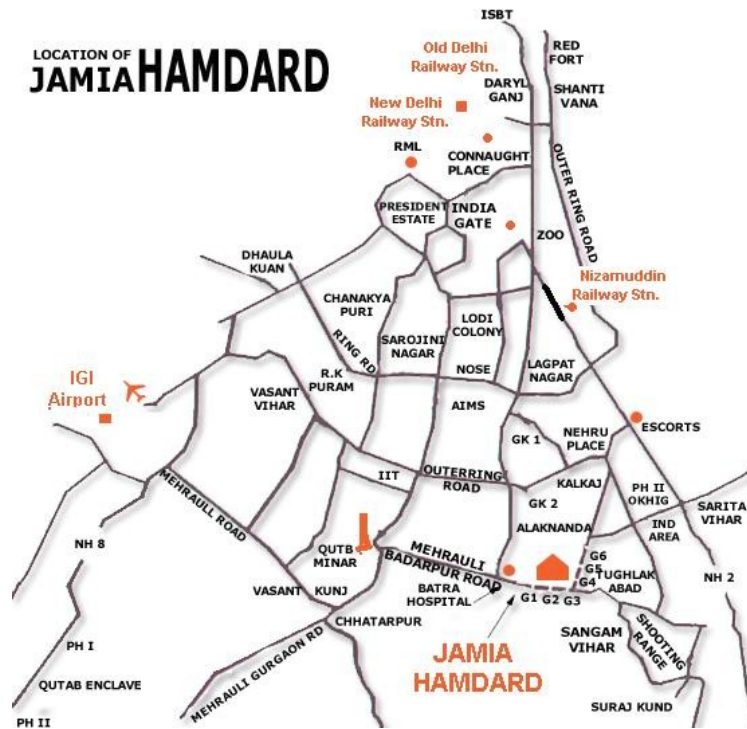 LOCATION OF
JAMIA HAMDARD
ISBT
Old Delhi
Railway Stn.
RED
FORT
DARYL
GANJ
SHANTI
VANA
New Delhi
Railway Stn.
RML
CONNAUGHT
PLACE
OUTER RING ROAD
PRESIDENT
ESTATE
INDIA
GATE
ZOO
DHAULA
KUAN
Nizamuddin
Railway Stn.
CHANAKYA
PURI
LODI
COLONY
SAROJINI
NAGAR
RING RD
NOSE
LAGPAT
NAGAR
IGI
Airport
R.K
PURAM
VASANT
VIHAR
AIMS
ESCORTS
GK 1
NEHRU
PLACE
IIT
OUTERRING
ROAD
KALKAJ
GK 2
PH II
OKHIG
SARITA
VIHAR
MEHRAULL ROAD
ALAKNANDA
IND
AREA
NH 8
QUTB
MINAR
MEHRAULI
BADARPUR ROAD
G6
G5
G4
TUGHLAK
ABAD
NH 2
VASANT KUNJ
BATRA
HOSPITAL
G1 G2 G3
CHHATARPUR
SANGAM
VIHAR
SHOOTING
RANGE
PH I
JAMIA
HAMDARD
MEHRAULI GURGAON RD
QUTAB ENCLAVE
SURAJ KUND
PH II